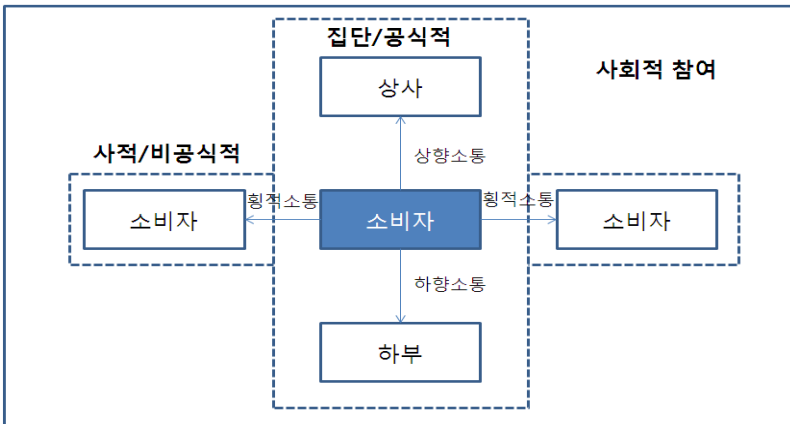 집단/공식적
사회적 참여
상사
사적/비공식적
상향소통
소비자
횡적소통
소비자
횡적소통
소비자
하향소통
하부